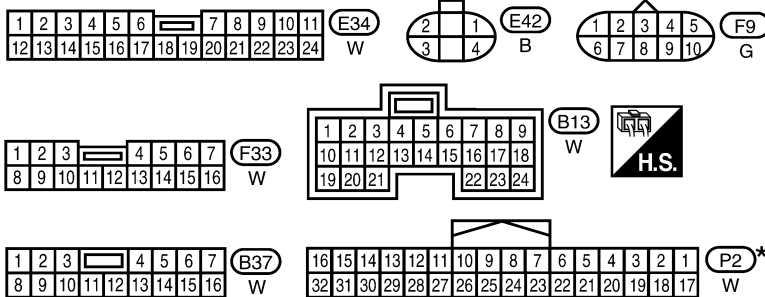 1 2 3 4 5 6 7 8 9 10 11 E34
12 13 14 15 16 17 18 19 20 21 22 23 24 W
2 1 E42
3 4 B
1 2 3 4 5 F9
6 7 8 9 10 G
1 2 3 4 5 6 7 F33
8 9 10 11 12 13 14 15 16 W
1 2 3 4 5 6 7 8 9 B13
10 11 12 13 14 15 16 17 18 W
19 20 21 22 23 24
H.S.
1 2 3 4 5 6 7 B37
8 9 10 11 12 13 14 15 16 W
16 15 14 13 12 11 10 9 8 7 6 5 4 3 2 1 P2 *
32 31 30 29 28 27 26 25 24 23 22 21 20 19 18 17 W